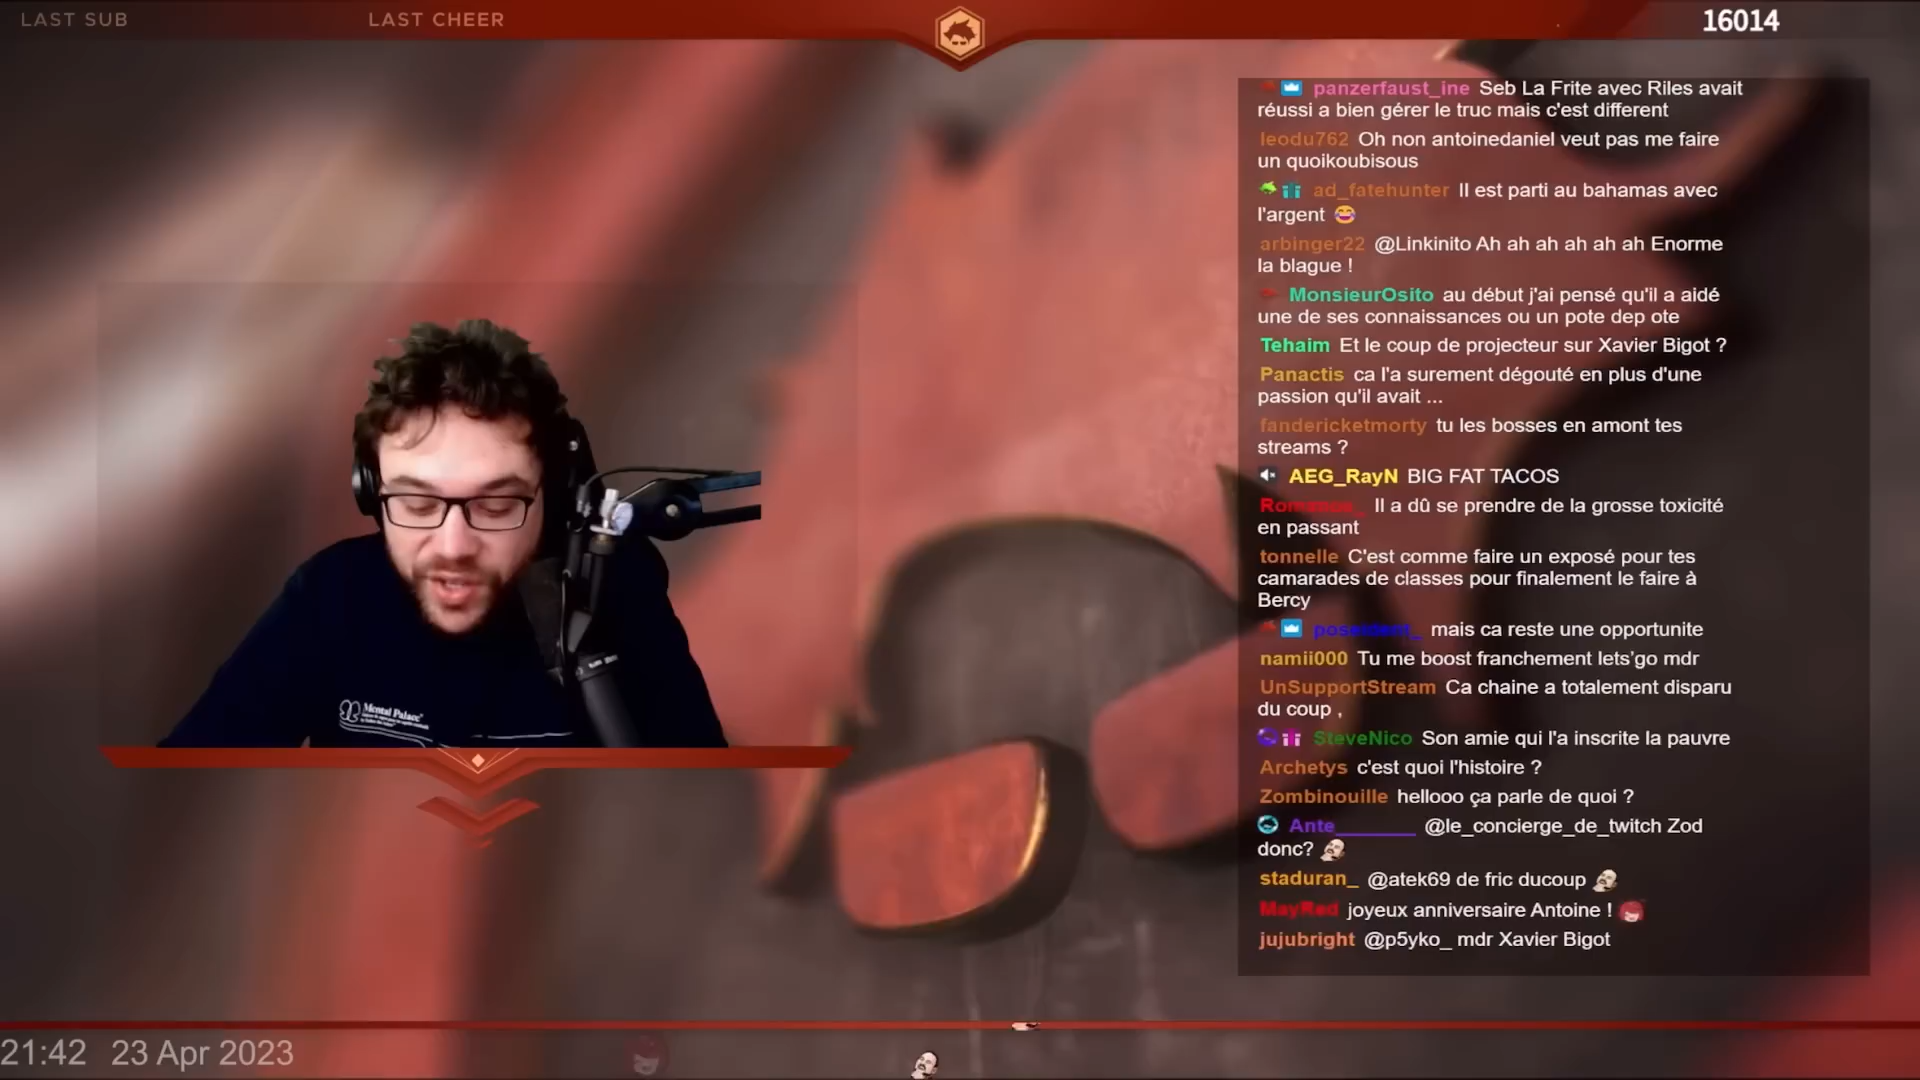 LAST SUB
LAST CHEER
16014
panzerfaust_ine Seb La Frite avec Riles avait
réussi a bien gérer le truc mais c'est different
leodu762 Oh non antoinedaniel veut pas me faire
un quoikoubisous
ad_fatehunter Il est parti au bahamas avec
l'argent 😂
arbinger22 @Linkinito Ah ah ah ah ah ah Enorme
la blague !
MonsieurOsito au début j'ai pensé qu'il a aidé
une de ses connaissances ou un pote dep ote
Tehaim Et le coup de projecteur sur Xavier Bigot ?
Panactis ca l'a surement dégouté en plus d'une
passion qu'il avait ...
fandericketmorty tu les bosses en amont tes
streams ?
AEG_RayN BIG FAT TACOS
Il a dû se prendre de la grosse toxicité
en passant
tonnelle C'est comme faire un exposé pour tes
camarades de classes pour finalement le faire à
Bercy
mais ca reste une opportunite
namii000 Tu me boost franchement lets'go mdr
UnSupportStream Ca chaine a totalement disparu
du coup ,
SteveNico Son amie qui l'a inscrite la pauvre
Archetys c'est quoi l'histoire ?
Zombinouille hellooo ça parle de quoi ?
Ante_______ @le_concierge_de_twitch Zod
donc?
staduran_ @atek69 de fric ducoup
MayRed joyeux anniversaire Antoine !
jujubright @p5yko_ mdr Xavier Bigot
Mental Palace
21:42 23 Apr 2023